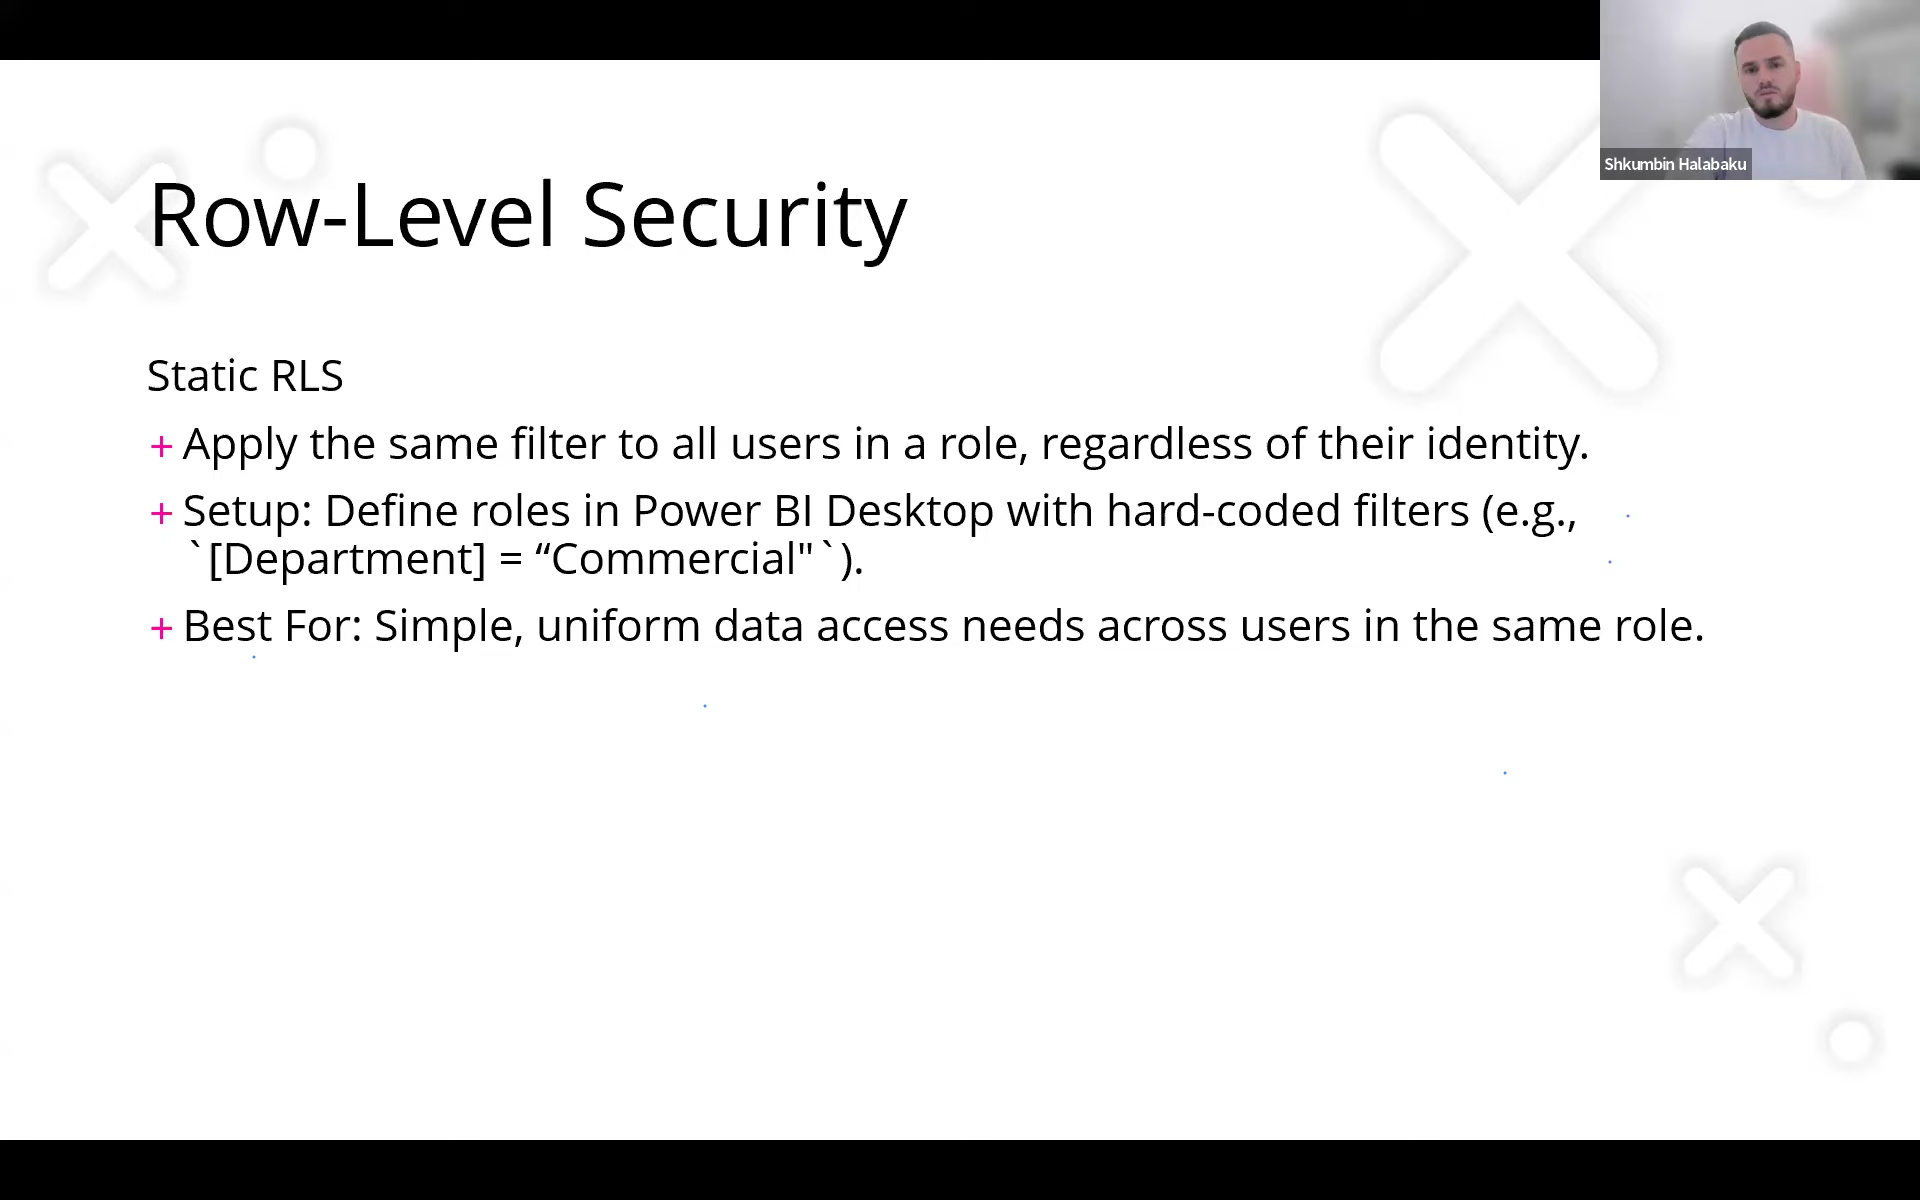 Shkumbin Halabaku
Row-Level Security
Static RLS
+ Apply the same filter to all users in a role, regardless of their identity.
+ Setup: Define roles in Power BI Desktop with hard-coded filters (e.g.,
`[Department] = “Commercial"`).
+ Best For: Simple, uniform data access needs across users in the same role.